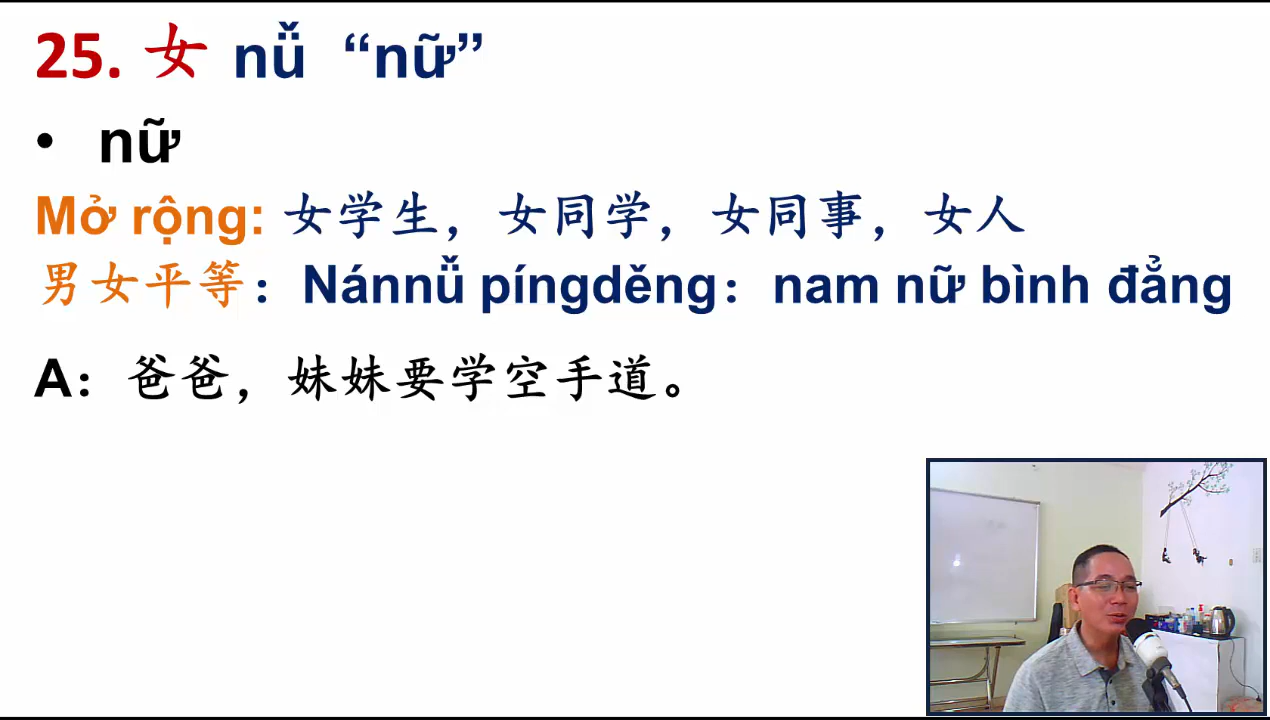 25. 女 nǚ “nữ”
• nữ
Mở rộng: 女学生，女同学，女同事，女人
男女平等：Nánnǚ píngděng：nam nữ bình đẳng
A：爸爸，妹妹要学空手道。